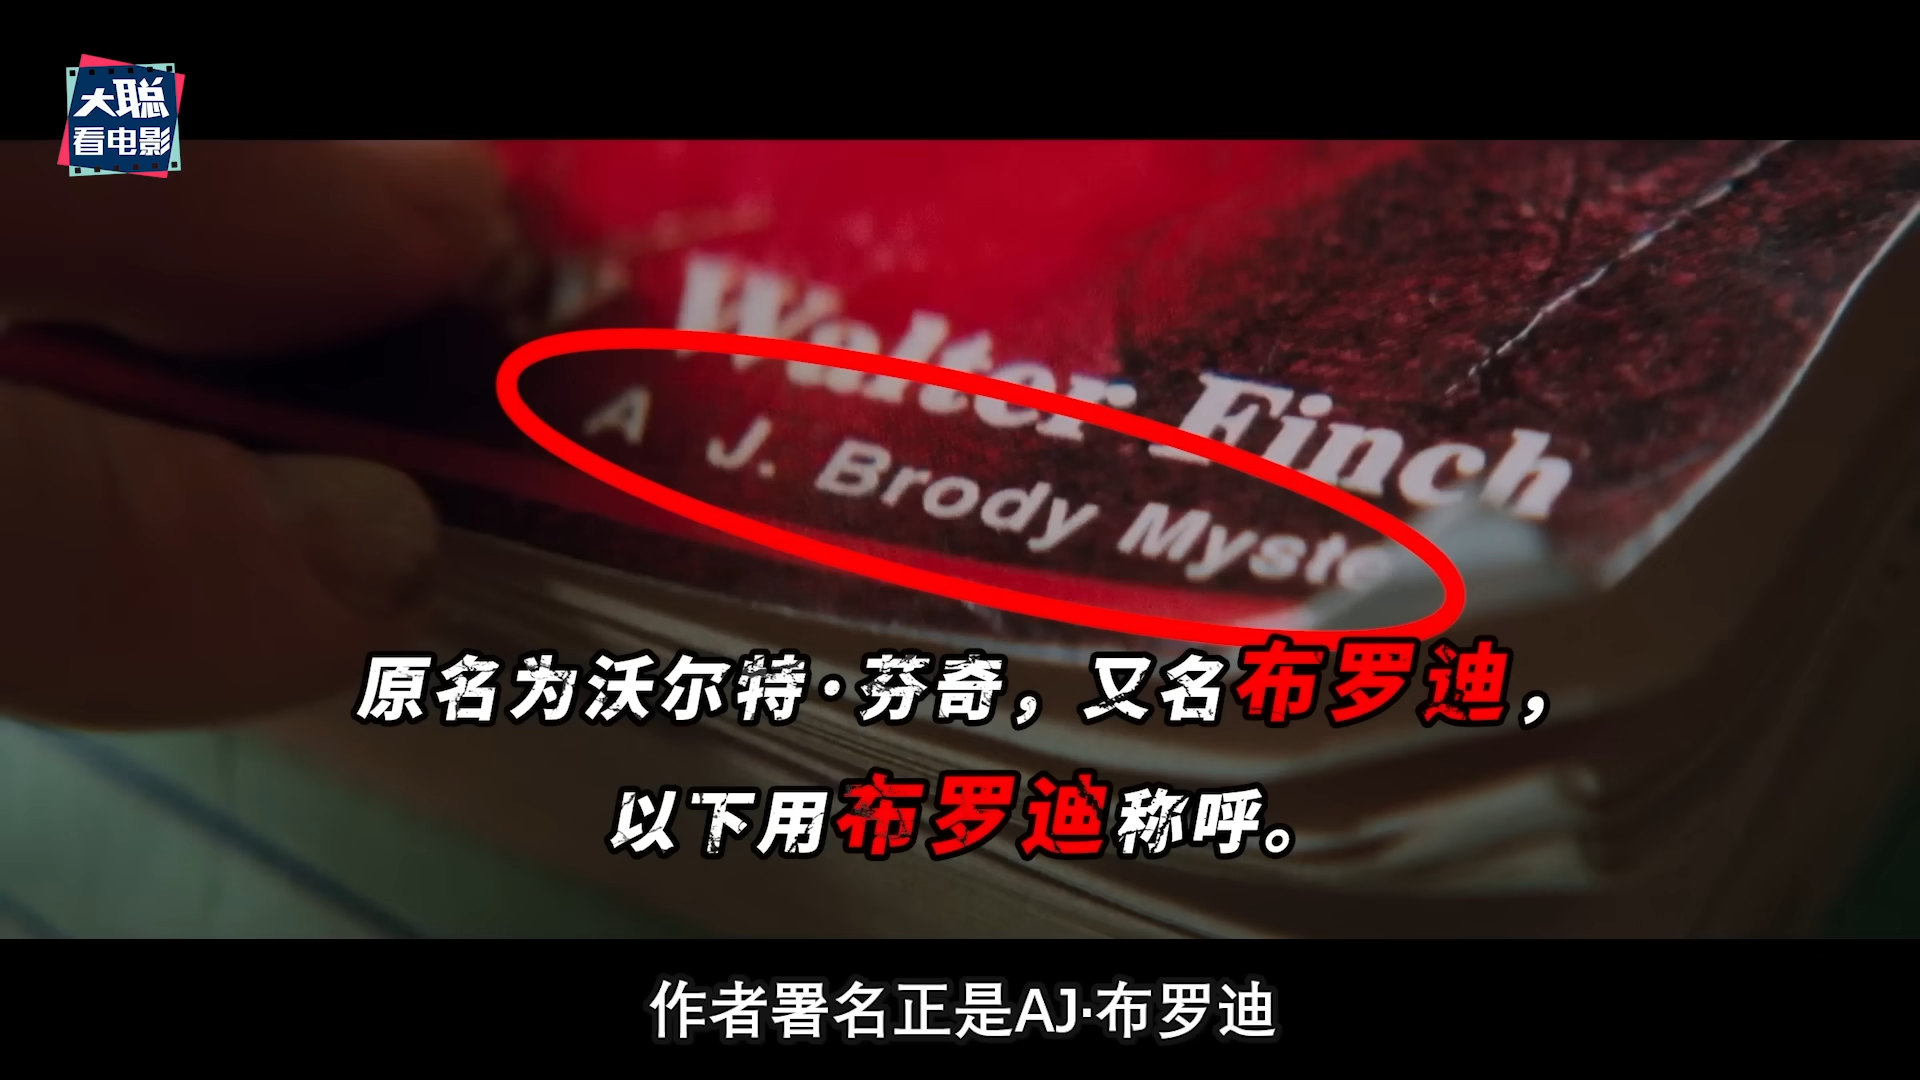 大聪
看电影
Walter Finch
A J. Brody Myste
原名为沃尔特·芬奇，又名布罗迪，
以下用布罗迪称呼。
作者署名正是AJ·布罗迪